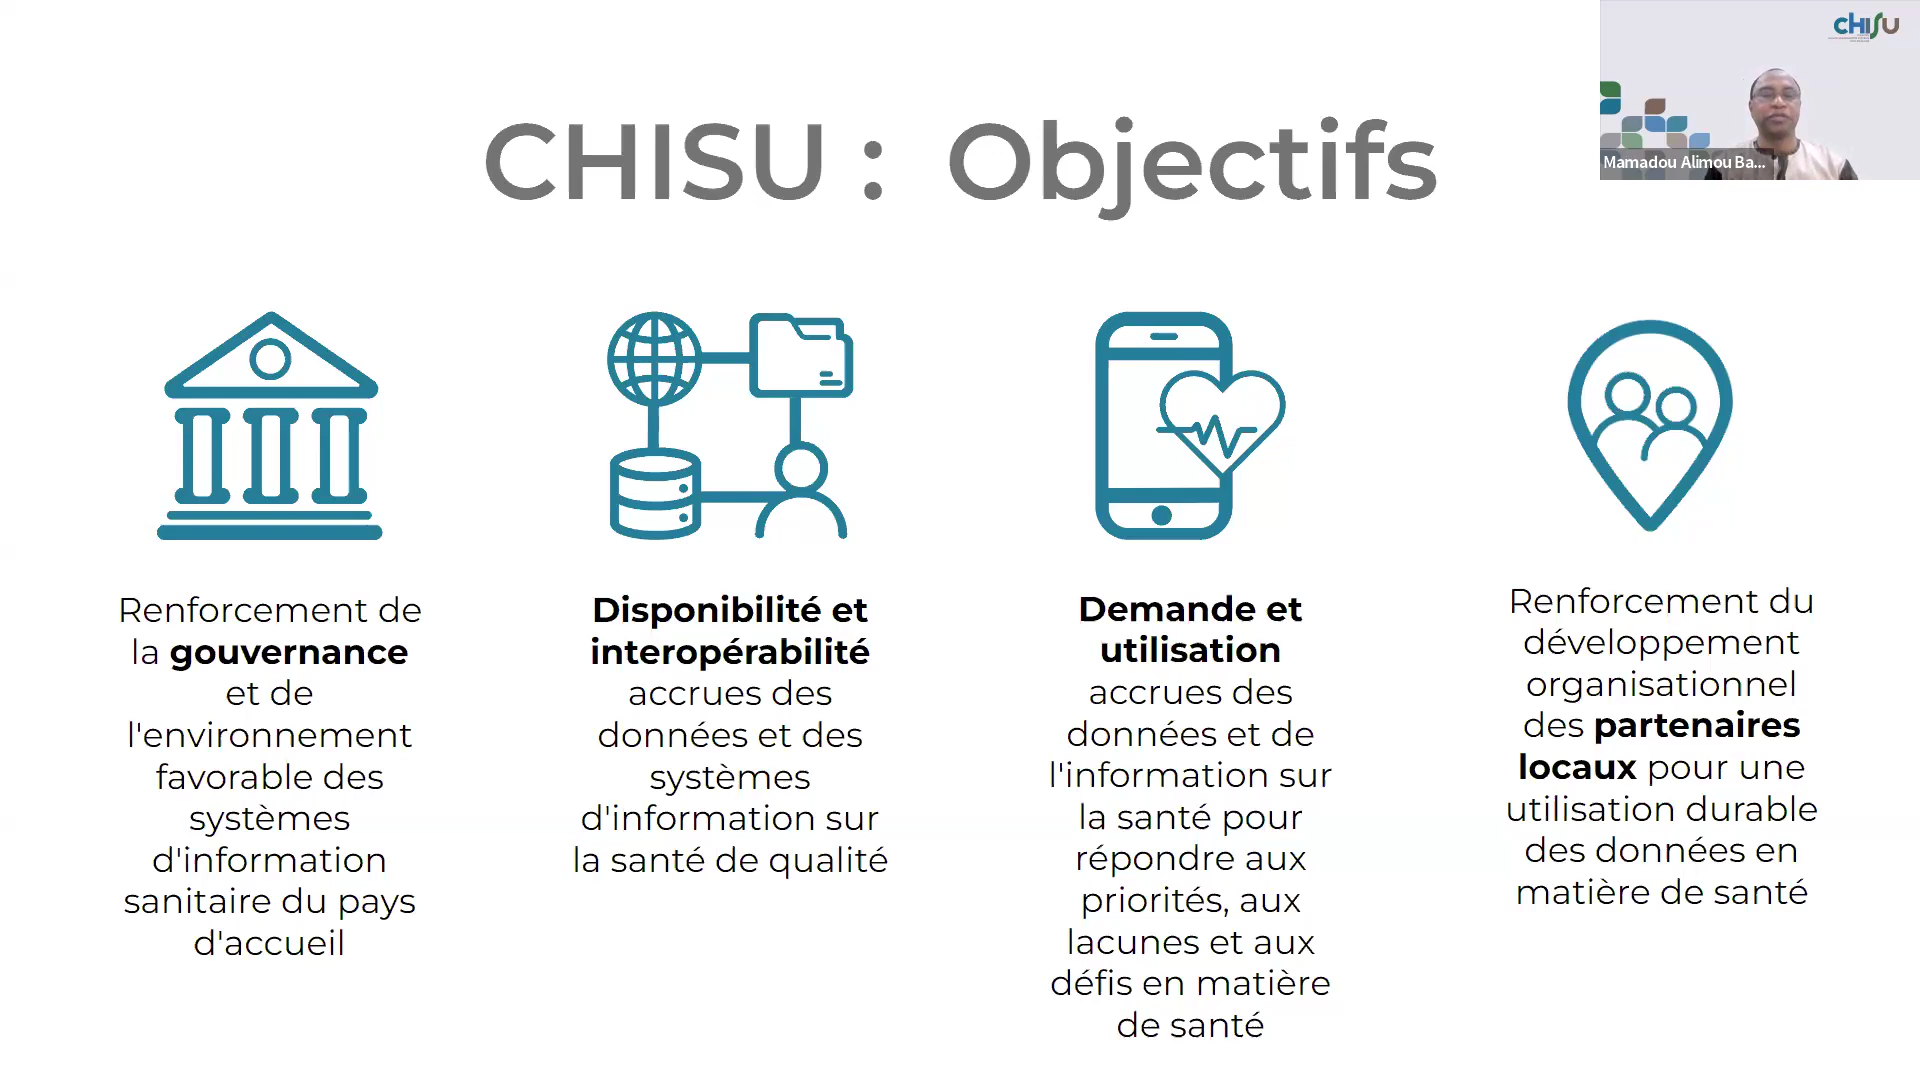 CHISU : Objectifs
CHISU
Mamadou Alimou Ba...
Renforcement de
la gouvernance
et de
l'environnement
favorable des
systèmes
d'information
sanitaire du pays
d'accueil
Disponibilité et
interopérabilité
accrues des
données et des
systèmes
d'information sur
la santé de qualité
Demande et
utilisation
accrues des
données et de
l'information sur
la santé pour
répondre aux
priorités, aux
lacunes et aux
défis en matière
de santé
Renforcement du
développement
organisationnel
des partenaires
locaux pour une
utilisation durable
des données en
matière de santé